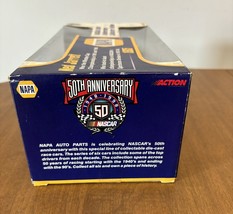 NAPA
ACTION
NAPA
50TH ANNIVERSARY
50
NASCAR
NAPA AUTO PARTS is celebrating NASCAR's 50th
anniversary with this special line of collectable die-cast
race cars. The series of six cars include some of the top
drivers from each decade. The collection spans across
50 years of racing starting with the 1940's and ending
with the 90's. Collect all six and own a piece of history.